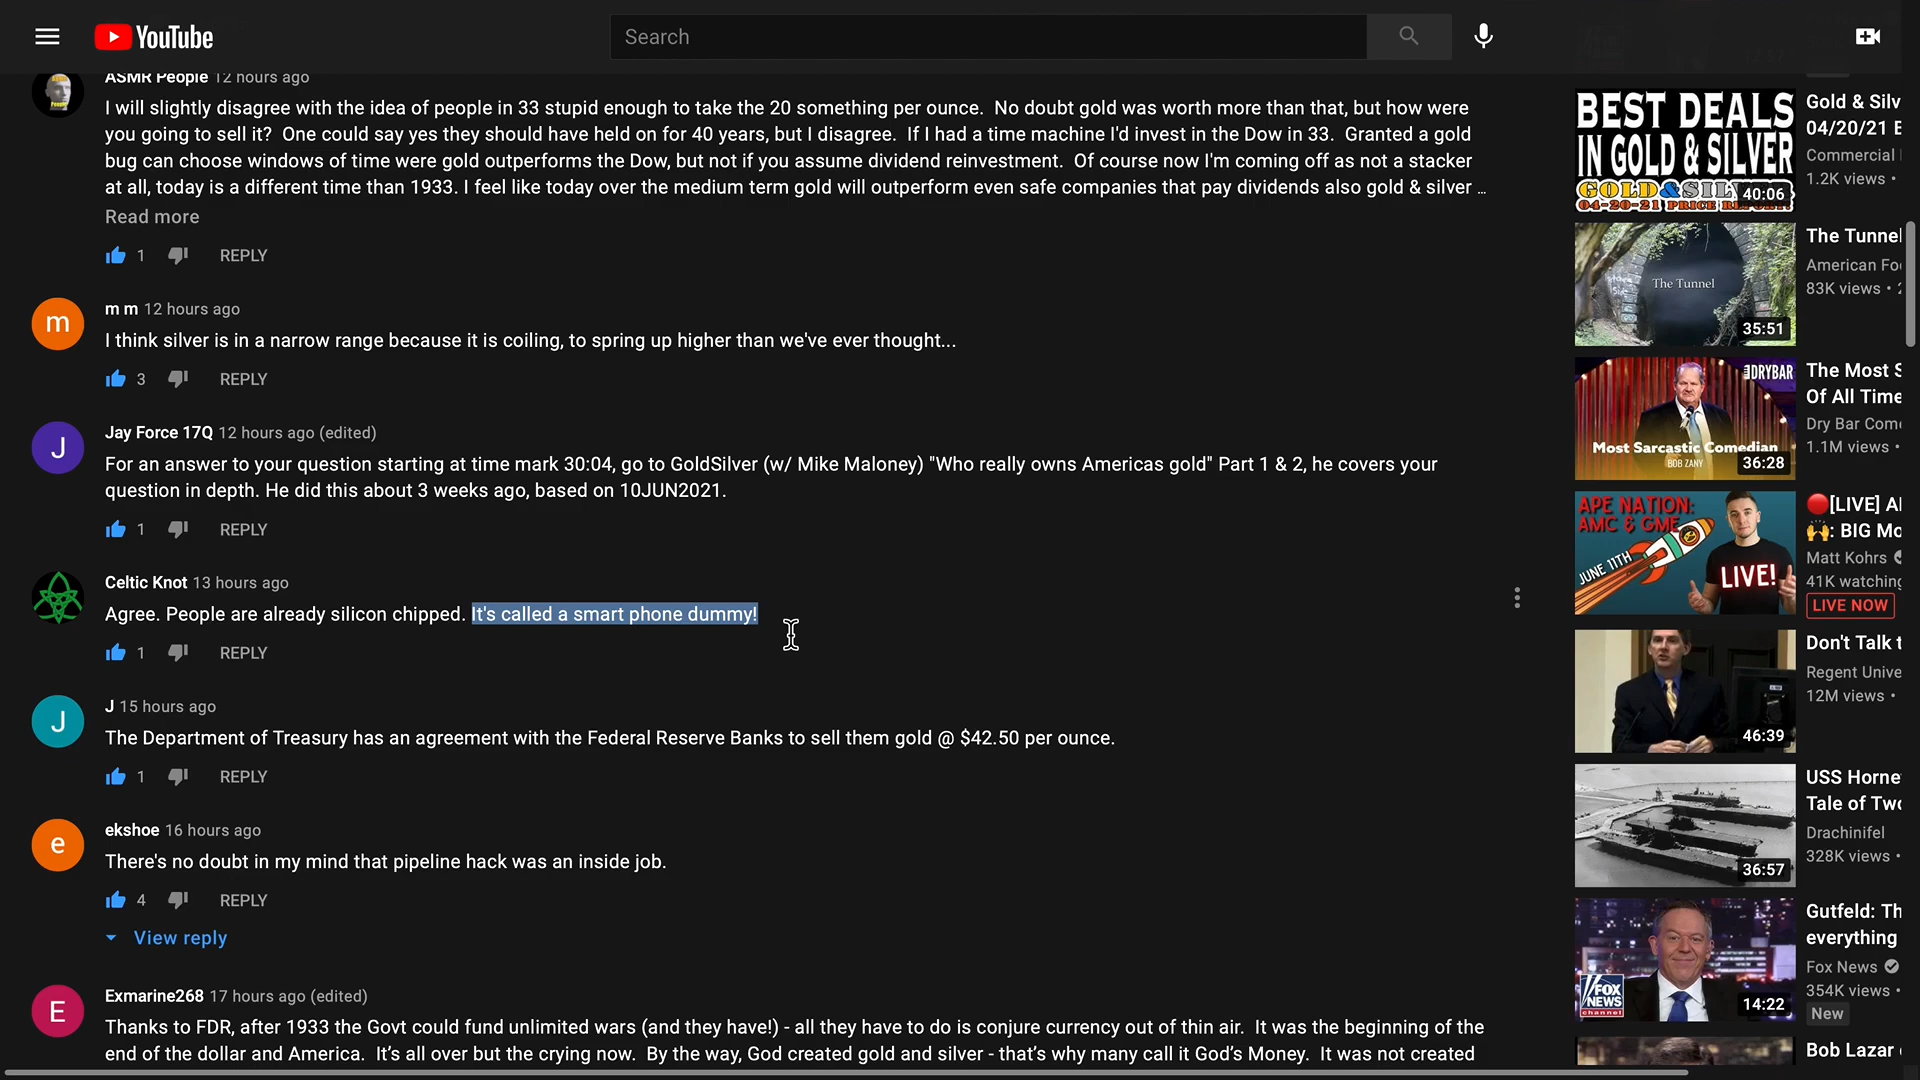 YouTube
Search
ASMR People 12 hours ago
I will slightly disagree with the idea of people in 33 stupid enough to take the 20 something per ounce.  No doubt gold was worth more than that, but how were
you going to sell it?  One could say yes they should have held on for 40 years, but I disagree.  If I had a time machine I'd invest in the Dow in 33.  Granted a gold
bug can choose windows of time were gold outperforms the Dow, but not if you assume dividend reinvestment.  Of course now I'm coming off as not a stacker
at all, today is a different time than 1933. I feel like today over the medium term gold will outperform even safe companies that pay dividends also gold & silver ...
Read more
1 REPLY
m
m m 12 hours ago
I think silver is in a narrow range because it is coiling, to spring up higher than we've ever thought...
3 REPLY
J
Jay Force 17Q 12 hours ago (edited)
For an answer to your question starting at time mark 30:04, go to GoldSilver (w/ Mike Maloney) "Who really owns Americas gold" Part 1 & 2, he covers your
question in depth. He did this about 3 weeks ago, based on 10JUN2021.
1 REPLY
Celtic Knot 13 hours ago
Agree. People are already silicon chipped. It's called a smart phone dummy!
1 REPLY
J
J 15 hours ago
The Department of Treasury has an agreement with the Federal Reserve Banks to sell them gold @ $42.50 per ounce.
1 REPLY
e
ekshoe 16 hours ago
There's no doubt in my mind that pipeline hack was an inside job.
4 REPLY
View reply
E
Exmarine268 17 hours ago (edited)
Thanks to FDR, after 1933 the Govt could fund unlimited wars (and they have!) - all they have to do is conjure currency out of thin air.  It was the beginning of the
end of the dollar and America.  It's all over but the crying now.  By the way, God created gold and silver - that's why many call it God's Money.  It was not created
BEST DEALS
IN GOLD & SILVER
GOLD&SIL
04-20-21 PRICE REPORT
40:06
Gold & Silv
04/20/21 E
Commercial
1.2K views •
The Tunnel
35:51
The Tunnel
American Fo
83K views •
DRYBAR
Most Sarcastic Comedian
BOB ZANY
36:28
The Most S
Of All Time
Dry Bar Com
1.1M views •
APE NATION:
AMC & GME
JUNE 11TH
LIVE!
[LIVE] A
: BIG Mo
Matt Kohrs
41K watching
LIVE NOW
46:39
Don't Talk t
Regent Unive
12M views •
36:57
USS Horne
Tale of Two
Drachinifel
328K views •
FOX
NEWS
channel
14:22
Gutfeld: Th
everything
Fox News
354K views •
New
Bob Lazar